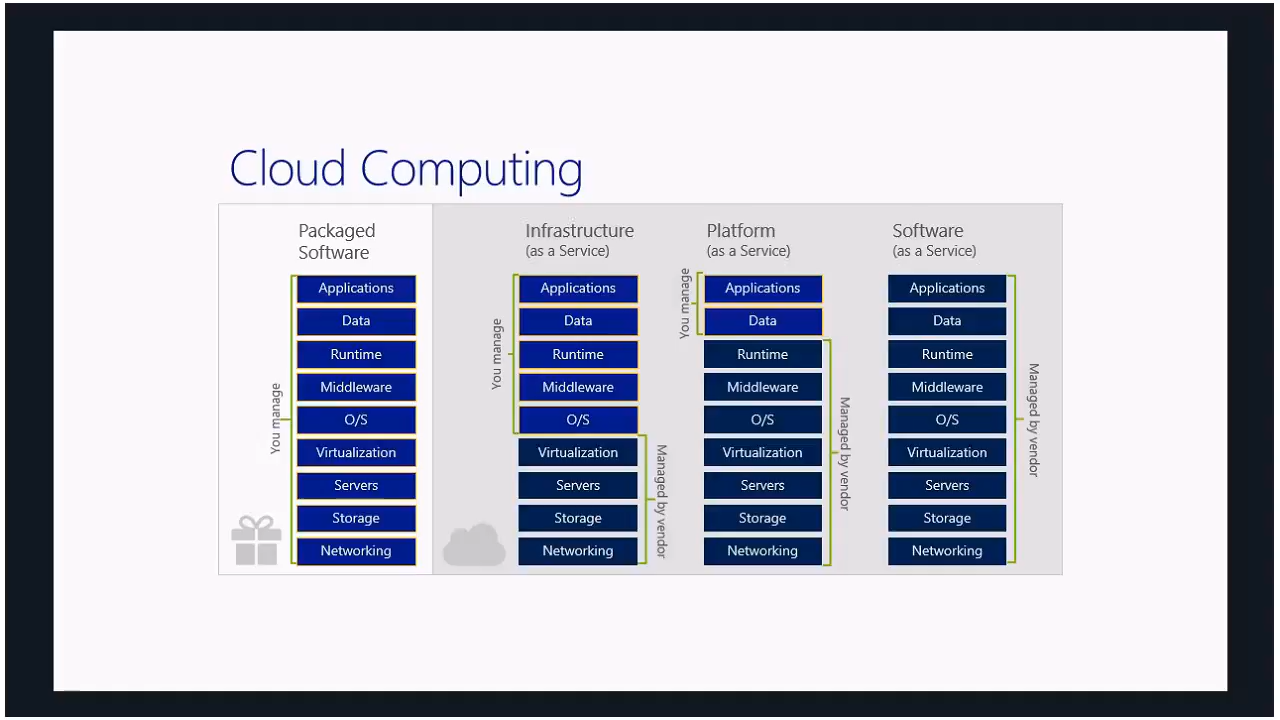 Cloud Computing
Packaged
Software
You manage
Applications
Data
Runtime
Middleware
O/S
Virtualization
Servers
Storage
Networking
Infrastructure
(as a Service)
You manage
Applications
Data
Runtime
Middleware
O/S
Virtualization
Servers
Storage
Networking
Managed by vendor
Platform
(as a Service)
You manage
Applications
Data
Runtime
Middleware
O/S
Virtualization
Servers
Storage
Networking
Managed by vendor
Software
(as a Service)
Applications
Data
Runtime
Middleware
O/S
Virtualization
Servers
Storage
Networking
Managed by vendor